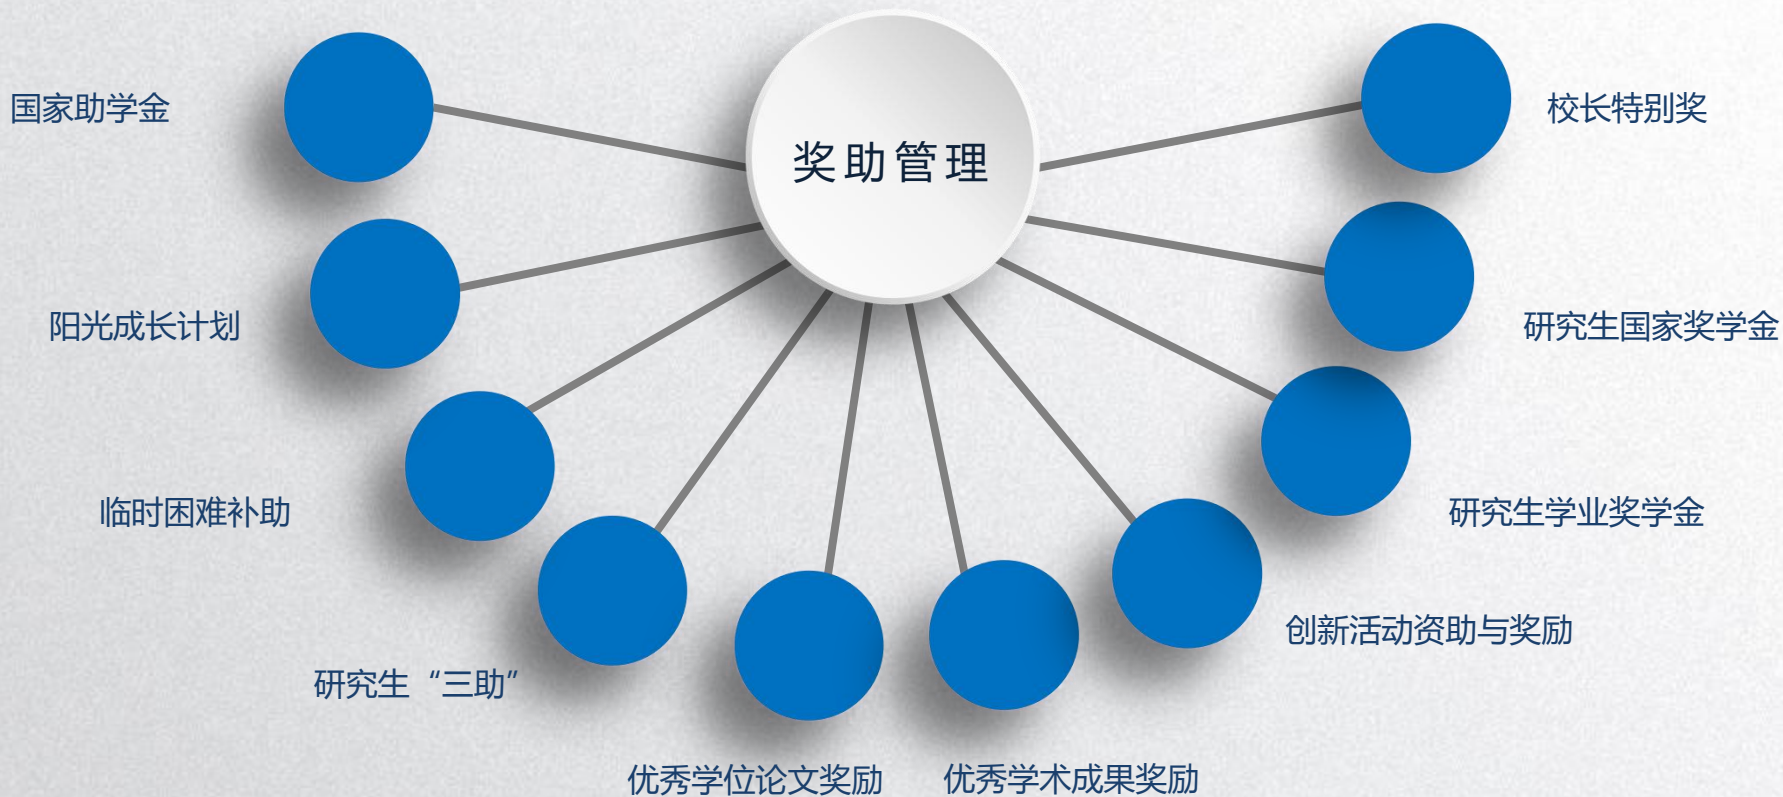 奖助管理
国家助学金
校长特别奖
阳光成长计划
研究生国家奖学金
临时困难补助
研究生学业奖学金
创新活动资助与奖励
研究生“三助”
优秀学位论文奖励
优秀学术成果奖励